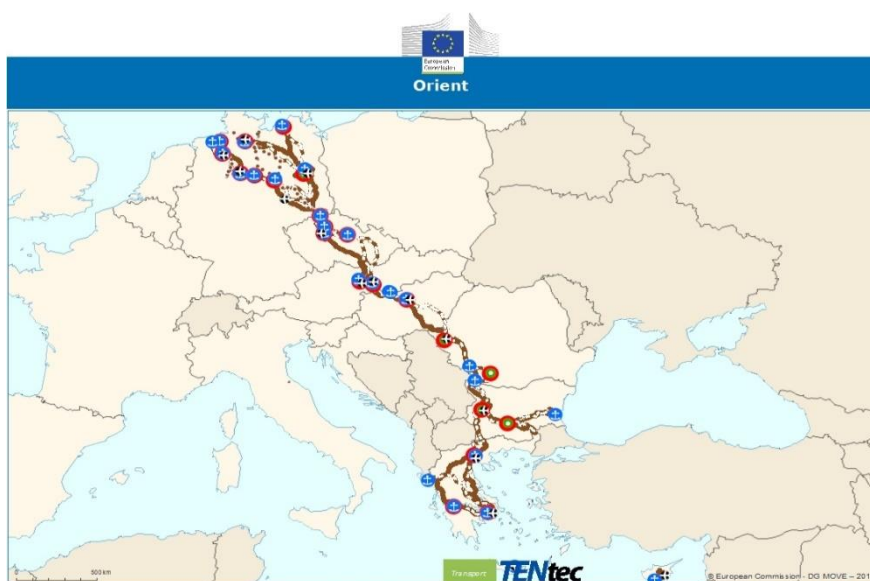 European
Commission
Orient
500 km
Transport TENtec
© European Commission - DG MOVE – 201